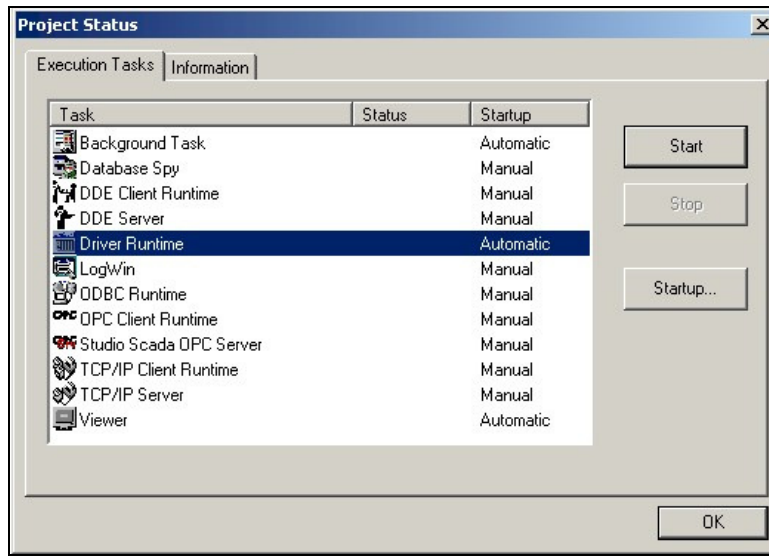 Project Status
Execution Tasks Information
Task Status Startup
Background Task Automatic
Database Spy Manual
DDE Client Runtime Manual
DDE Server Manual
Driver Runtime Automatic
LogWin Manual
ODBC Runtime Manual
OPC Client Runtime Manual
Studio Scada OPC Server Manual
TCP/IP Client Runtime Manual
TCP/IP Server Manual
Viewer Automatic
Start
Stop
Startup...
OK